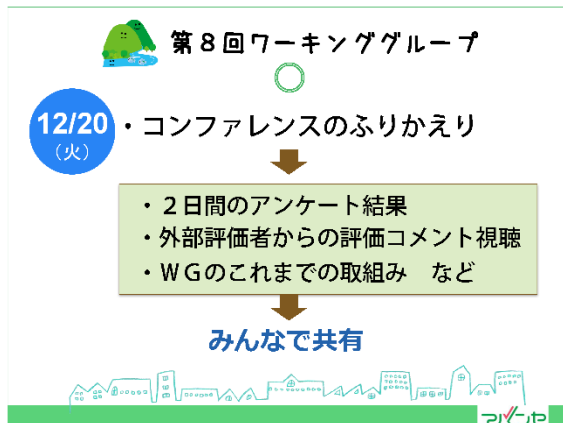 第８回ワーキンググループ
12/20
（火）
・コンファレンスのふりかえり
・２日間のアンケート結果
・外部評価者からの評価コメント視聴
・ＷＧのこれまでの取組み　など
みんなで共有